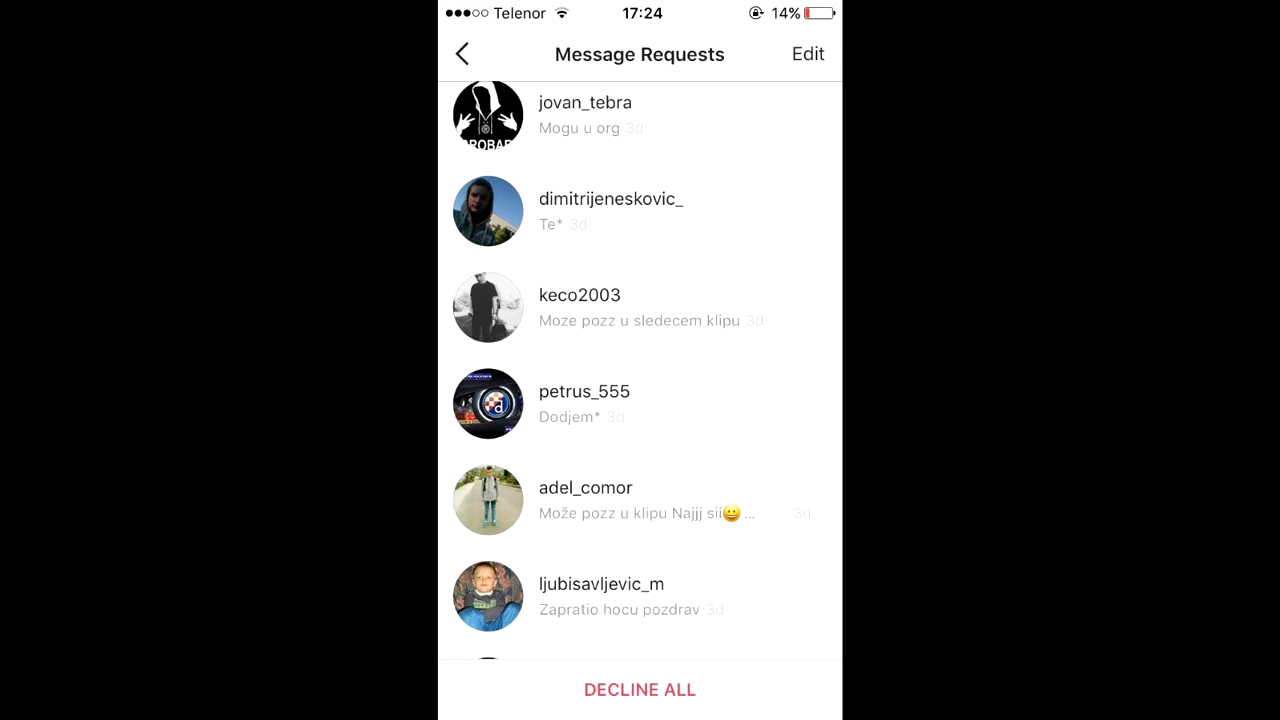 Telenor 17:24 14%
Message Requests Edit
jovan_tebra
Mogu u org 3d
dimitrijeneskovic_
Te* 3d
keco2003
Moze pozz u sledecem klipu 3d
petrus_555
Dodjem* 3d
adel_comor
Može pozz u klipu Najjj sii😀 ... 3d
ljubisavljevic_m
Zapratio hocu pozdrav 3d
DECLINE ALL